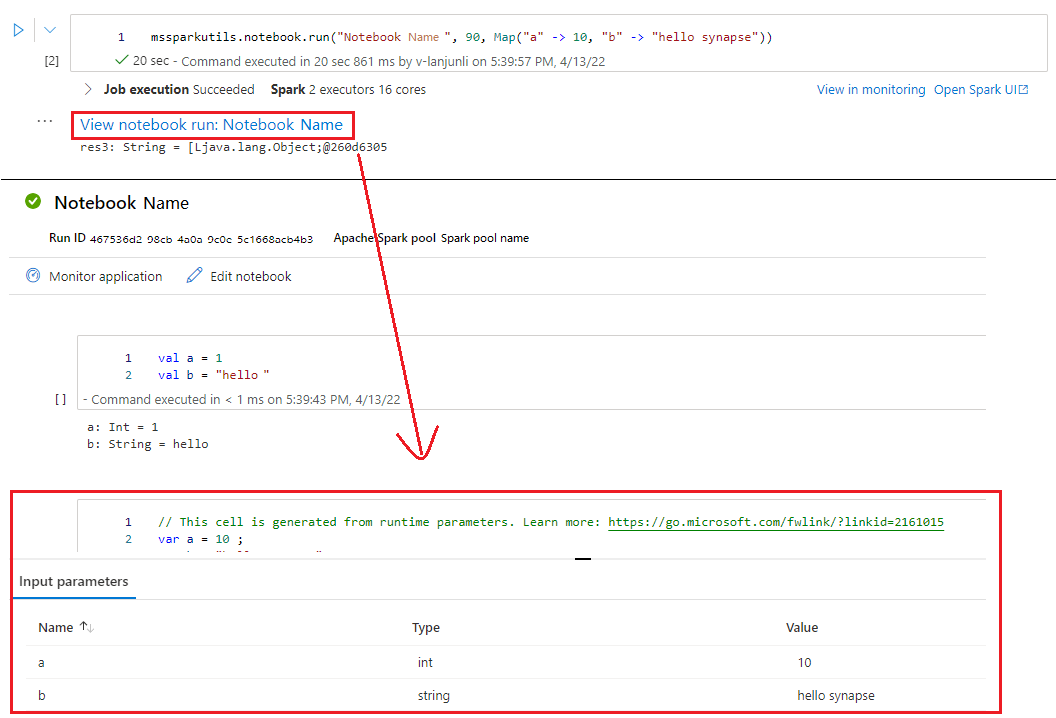 1 mssparkutils.notebook.run("Notebook Name ", 90, Map("a" -> 10, "b" -> "hello synapse"))
[2] 20 sec - Command executed in 20 sec 861 ms by v-lanjunli on 5:39:57 PM, 4/13/22
Job execution Succeeded Spark 2 executors 16 cores View in monitoring Open Spark UI
... View notebook run: Notebook Name
res3: String = [Ljava.lang.Object;@260d6305
Notebook Name
Run ID 467536d2 98cb 4a0a 9c0c 5c1668acb4b3 Apache Spark pool Spark pool name
Monitor application Edit notebook
1 val a = 1
2 val b = "hello "
[ ] - Command executed in < 1 ms on 5:39:43 PM, 4/13/22
a: Int = 1
b: String = hello
1 // This cell is generated from runtime parameters. Learn more: https://go.microsoft.com/fwlink/?linkid=2161015
2 var a = 10 ;
Input parameters
Name Type Value
a int 10
b string hello synapse